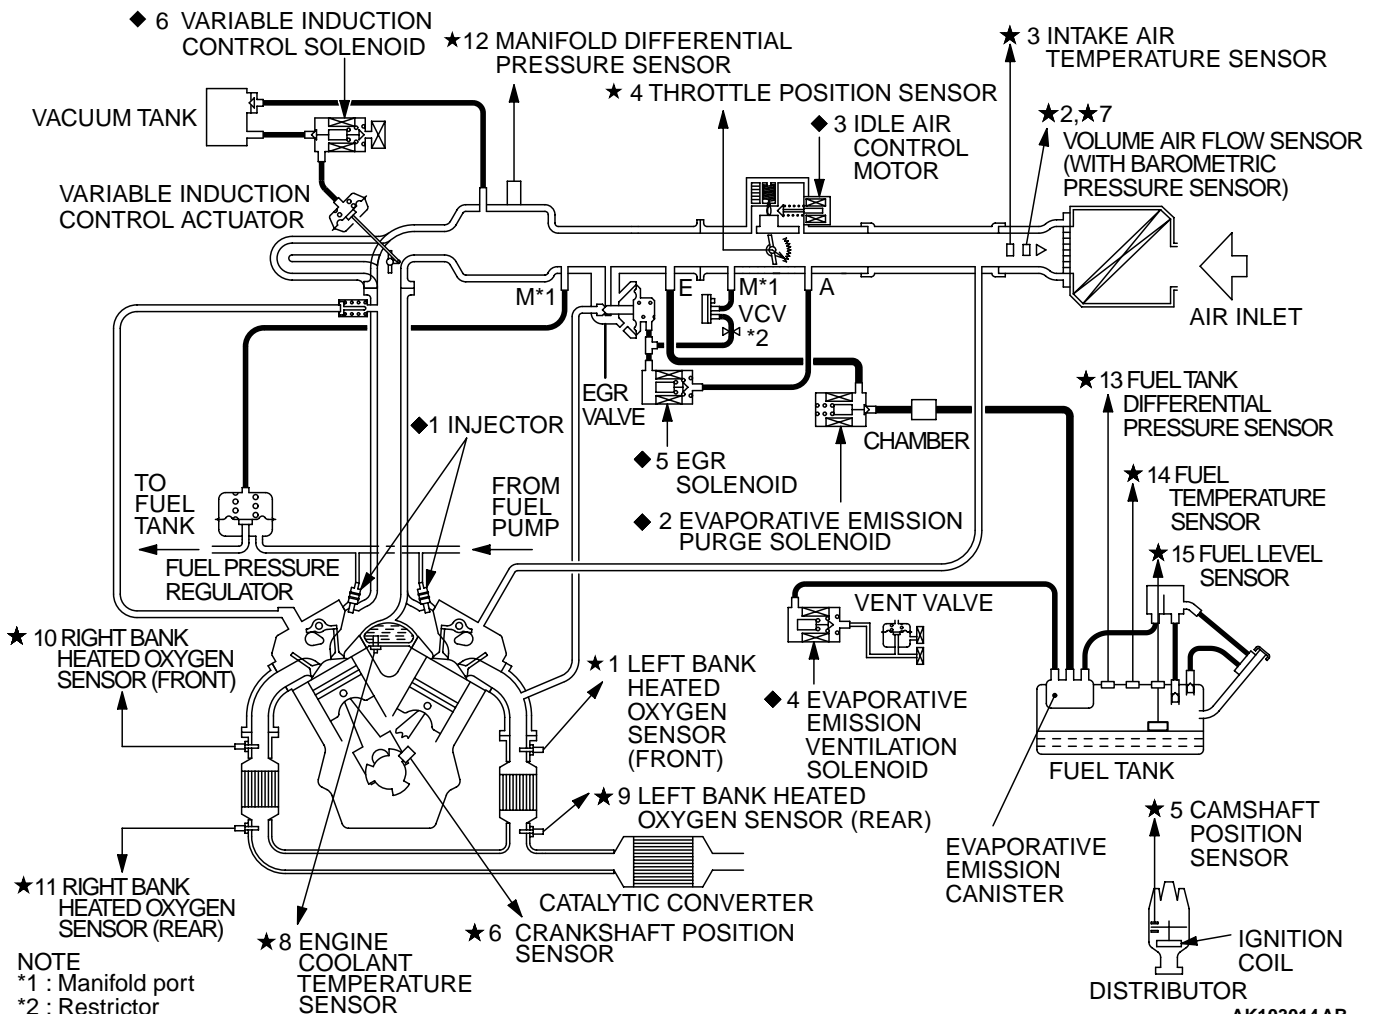 ◆ 6 VARIABLE INDUCTION
CONTROL SOLENOID
★12 MANIFOLD DIFFERENTIAL
PRESSURE SENSOR
★ 4 THROTTLE POSITION SENSOR
★ 3 INTAKE AIR
TEMPERATURE SENSOR
★2,★7
VOLUME AIR FLOW SENSOR
(WITH BAROMETRIC
PRESSURE SENSOR)
◆ 3 IDLE AIR
CONTROL
MOTOR
VACUUM TANK
VARIABLE INDUCTION
CONTROL ACTUATOR
M*1
E
M*1
A
VCV
*2
AIR INLET
EGR
VALVE
◆1 INJECTOR
CHAMBER
★ 13 FUEL TANK
DIFFERENTIAL
PRESSURE SENSOR
◆ 5 EGR
SOLENOID
TO
FUEL
TANK
FROM
FUEL
PUMP
◆ 2 EVAPORATIVE EMISSION
PURGE SOLENOID
★ 14 FUEL
TEMPERATURE
SENSOR
★ 15 FUEL LEVEL
SENSOR
FUEL PRESSURE
REGULATOR
VENT VALVE
★ 10 RIGHT BANK
HEATED OXYGEN
SENSOR (FRONT)
★ 1 LEFT BANK
HEATED
OXYGEN
SENSOR
(FRONT)
◆ 4 EVAPORATIVE
EMISSION
VENTILATION
SOLENOID
FUEL TANK
★ 9 LEFT BANK HEATED
OXYGEN SENSOR (REAR)
★ 5 CAMSHAFT
POSITION
SENSOR
EVAPORATIVE
EMISSION
CANISTER
★11 RIGHT BANK
HEATED OXYGEN
SENSOR (REAR)
CATALYTIC CONVERTER
★8 ENGINE
COOLANT
TEMPERATURE
SENSOR
★ 6 CRANKSHAFT POSITION
SENSOR
IGNITION
COIL
DISTRIBUTOR
NOTE
*1 : Manifold port
*2 : Restrictor
AK103014AB